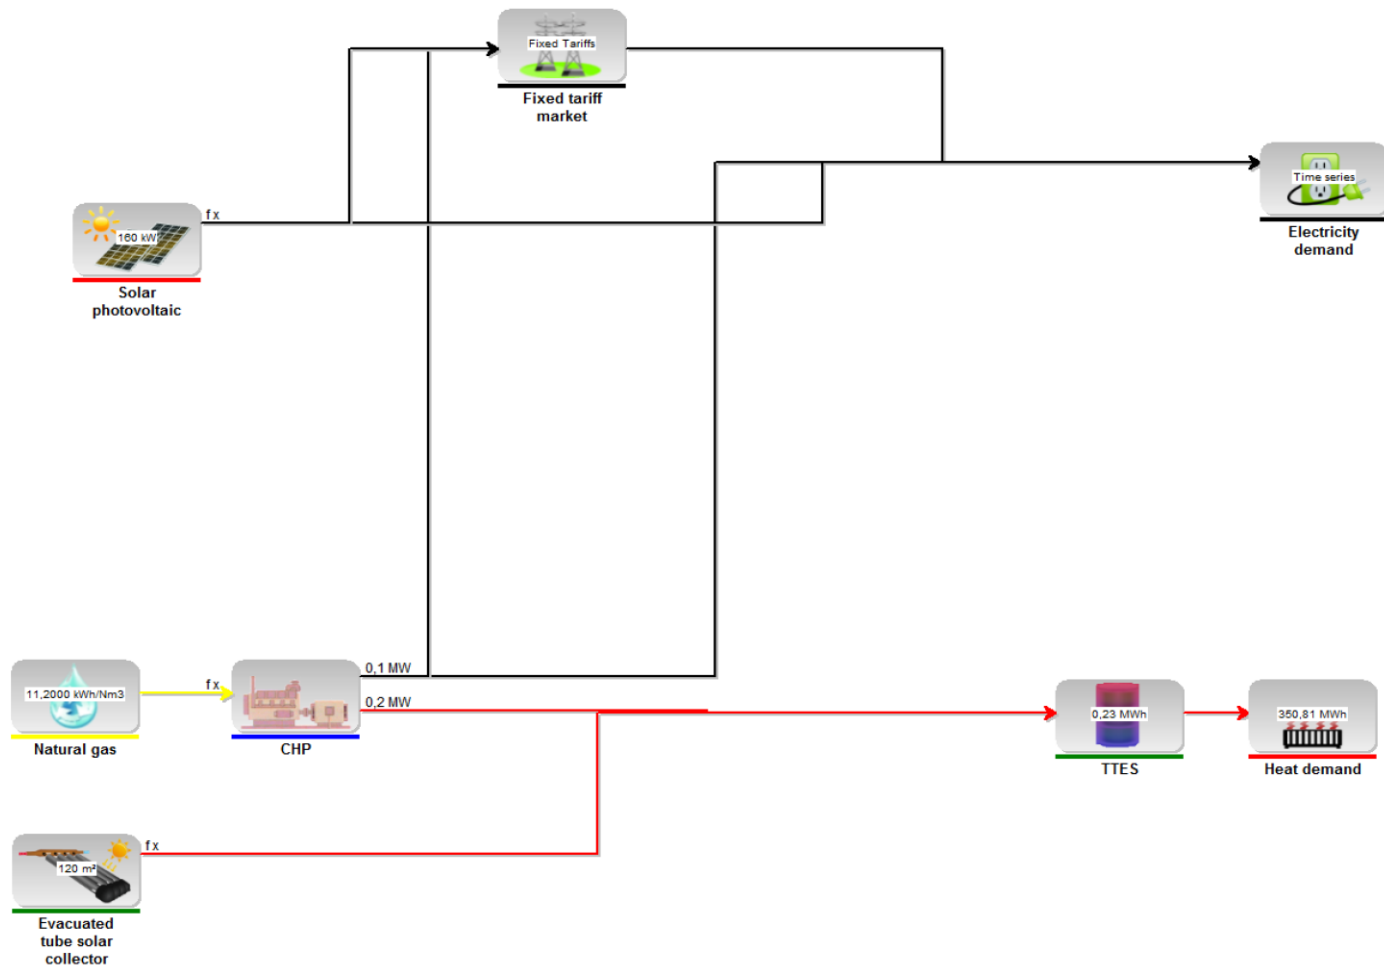 Fixed Tariffs
Fixed tariff
market
Time series
Electricity
demand
f x
160 kW
Solar
photovoltaic
11,2000 kWh/Nm3
Natural gas
f x
0,1 MW
0,2 MW
CHP
0,23 MWh
TTES
350,81 MWh
Heat demand
f x
120 m²
Evacuated
tube solar
collector